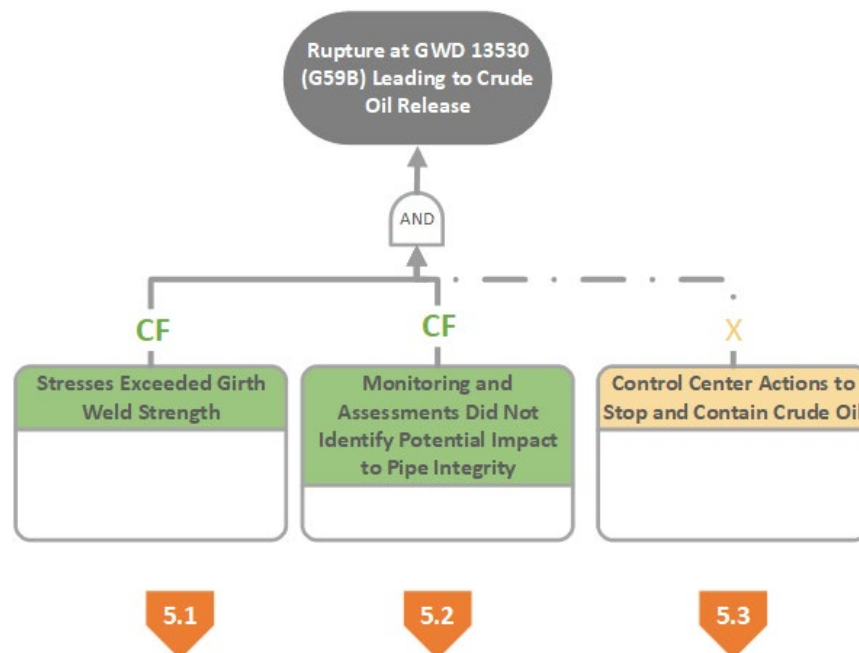 Rupture at GWD 13530
(G59B) Leading to Crude
Oil Release
AND
CF
CF
X
Stresses Exceeded Girth
Weld Strength
Monitoring and
Assessments Did Not
Identify Potential Impact
to Pipe Integrity
Control Center Actions to
Stop and Contain Crude Oil
5.1
5.2
5.3